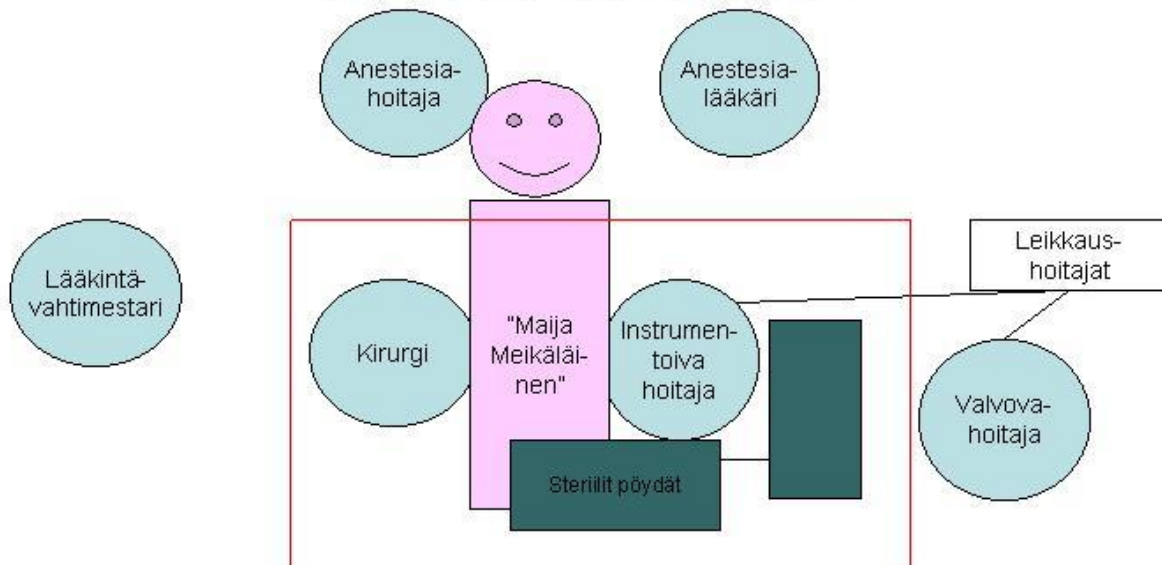 Anestesia-
hoitaja
Anestesia-
lääkäri
Lääkintä-
vahtimestari
Leikkaus-
hoitajat
Kirurgi
"Maija
Meikäläi-
nen"
Instrumen-
toiva
hoitaja
Valvova-
hoitaja
Steriilit pöydät